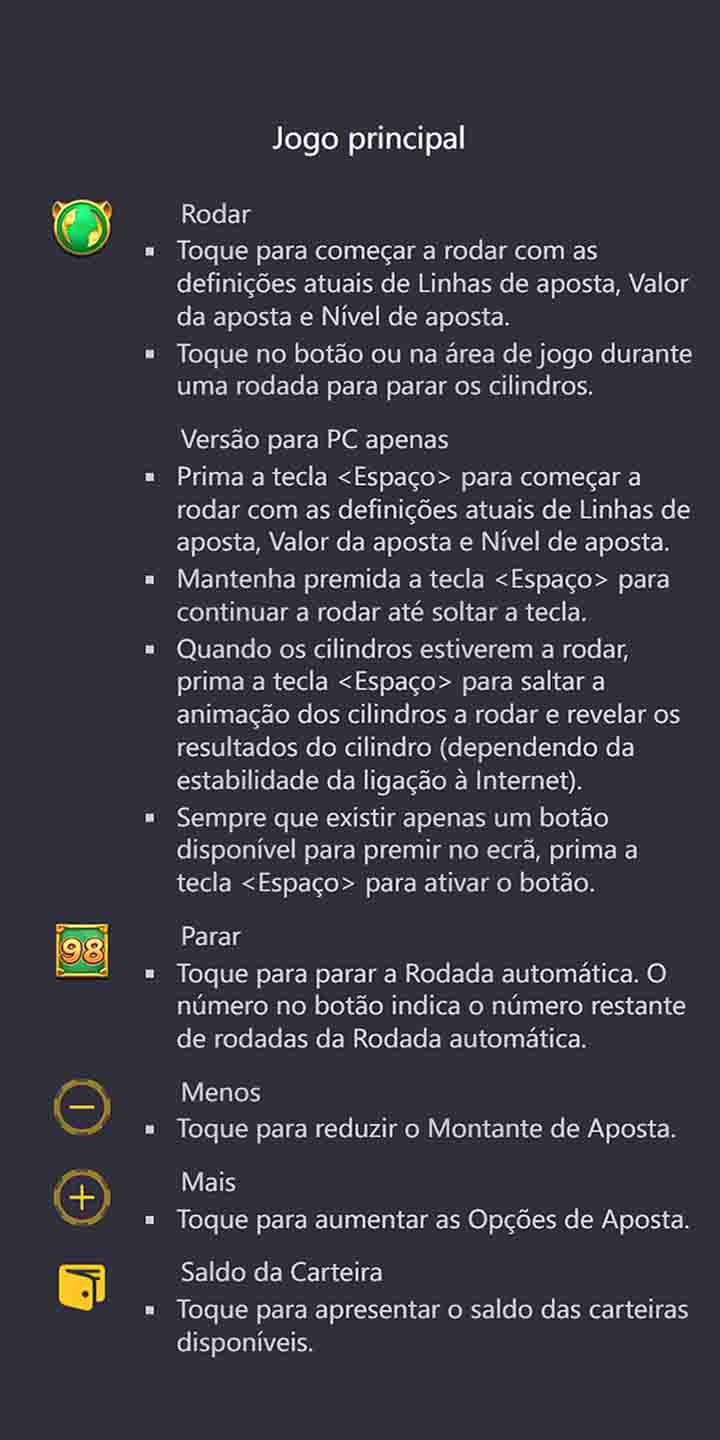 Jogo principal
Rodar
▪ Toque para começar a rodar com as
definições atuais de Linhas de aposta, Valor
da aposta e Nível de aposta.
▪ Toque no botão ou na área de jogo durante
uma rodada para parar os cilindros.
Versão para PC apenas
▪ Prima a tecla <Espaço> para começar a
rodar com as definições atuais de Linhas de
aposta, Valor da aposta e Nível de aposta.
▪ Mantenha premida a tecla <Espaço> para
continuar a rodar até soltar a tecla.
▪ Quando os cilindros estiverem a rodar,
prima a tecla <Espaço> para saltar a
animação dos cilindros a rodar e revelar os
resultados do cilindro (dependendo da
estabilidade da ligação à Internet).
▪ Sempre que existir apenas um botão
disponível para premir no ecrã, prima a
tecla <Espaço> para ativar o botão.
98
Parar
▪ Toque para parar a Rodada automática. O
número no botão indica o número restante
de rodadas da Rodada automática.
Menos
▪ Toque para reduzir o Montante de Aposta.
Mais
▪ Toque para aumentar as Opções de Aposta.
Saldo da Carteira
▪ Toque para apresentar o saldo das carteiras
disponíveis.